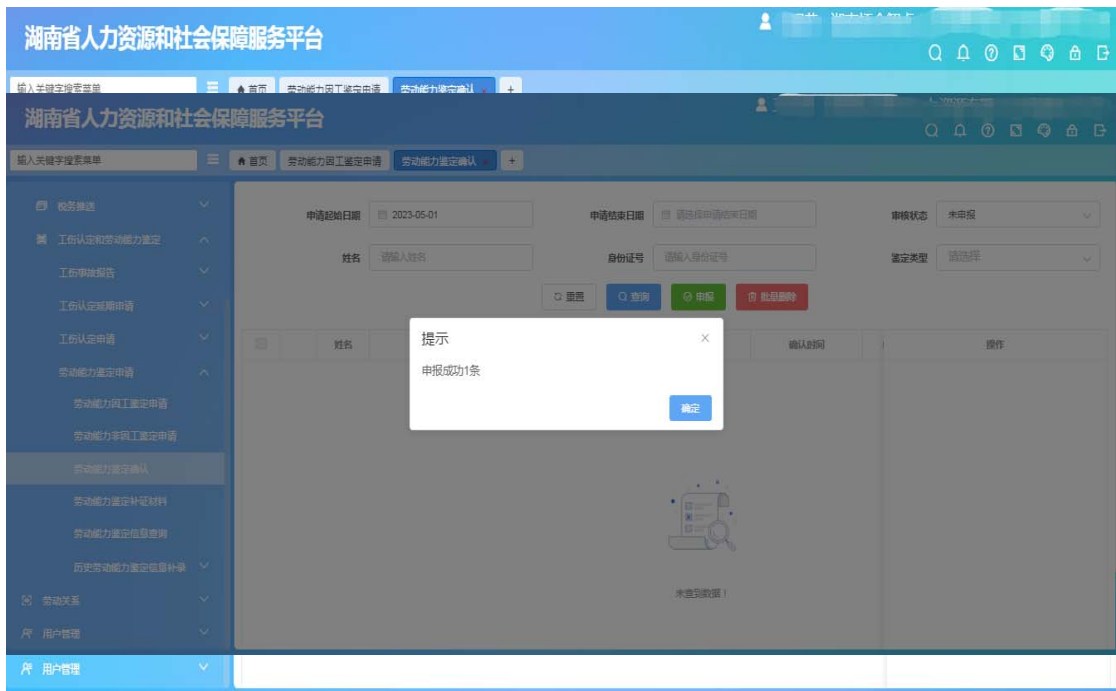 湖南省人力资源和社会保障服务平台
输入关键字搜索菜单
首页 劳动能力因工鉴定申请 劳动能力鉴定确认 × +
湖南省人力资源和社会保障服务平台
输入关键字搜索菜单
首页 劳动能力因工鉴定申请 劳动能力鉴定确认 × +
税务推送
工伤认定和劳动能力鉴定
工伤事故报告
工伤认定延期申请
工伤认定申请
劳动能力鉴定申请
劳动能力因工鉴定申请
劳动能力非因工鉴定申请
劳动能力鉴定确认
劳动能力鉴定补证材料
劳动能力鉴定信息查询
历史劳动能力鉴定信息补录
劳动关系
用户管理
用户管理
申请起始日期 2023-05-01 申请结束日期 请选择申请结束日期 审核状态 未申报
姓名 请输入姓名 身份证号 请输入身份证号 鉴定类型 请选择
重置 查询 申报 批量删除
姓名 确认时间 操作
提示 ×
申报成功1条
确定
未查到数据！